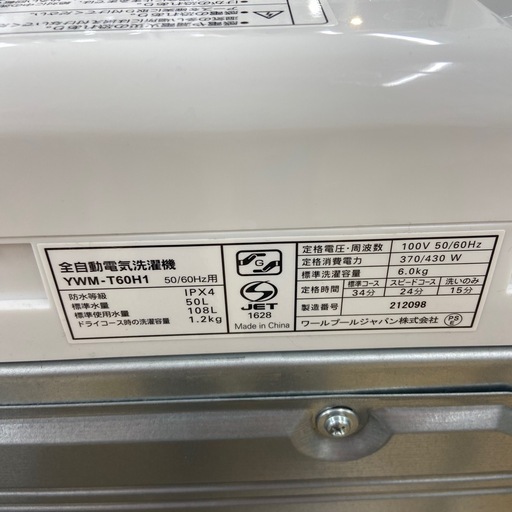 全自動電気洗濯機
YWM-T60H1 50/60Hz用
防水等級 IPX4
標準水量 50L
標準使用水量 108L
ドライコース時の洗濯容量 1.2kg
G
S
JET
1628
Made in China
定格電圧・周波数 100V 50/60Hz
定格消費電力 370/430 W
標準洗濯容量 6.0kg
定格時間 標準コース スピードコース 洗いのみ
34分 24分 15分
製造番号 212098
ワールプールジャパン株式会社 PSE